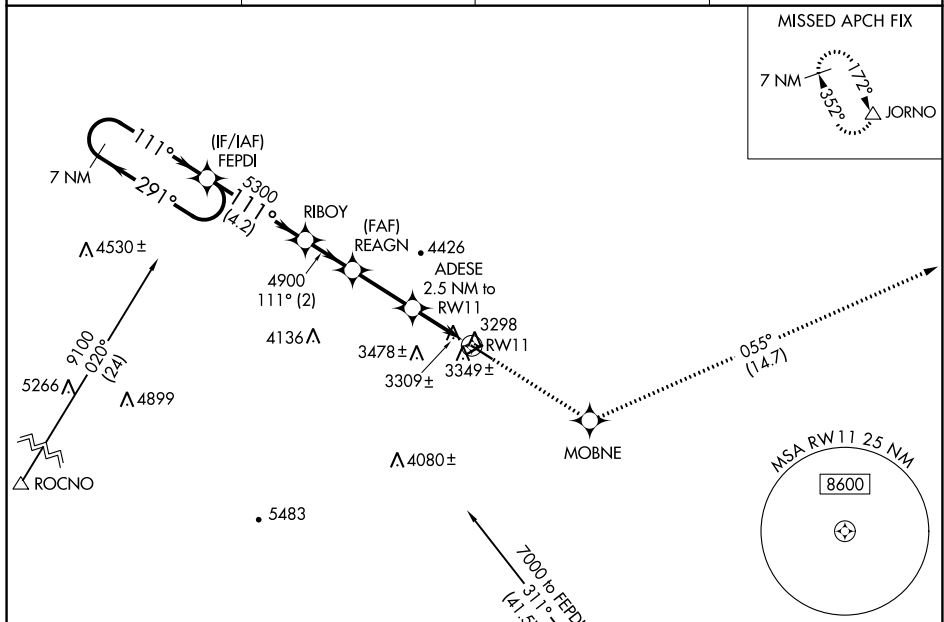 MISSED APCH FIX
7 NM
172°
352°
JORNO
111°
7 NM
291°
(IF/IAF)
FEPDI
5300
111°
(4.2)
RIBOY
(FAF)
REAGN
4426
4530 ±
4900
111° (2)
ADESE
2.5 NM to
RW11
4136
3478 ±
3309 ±
3298
RW11
3349 ±
9100
020°
(24)
5266
4899
ROCNO
055°
(14.7)
MOBNE
4080 ±
5483
7000 to FEPDI
311°
(41.5)
MSA RW11 25 NM
8600